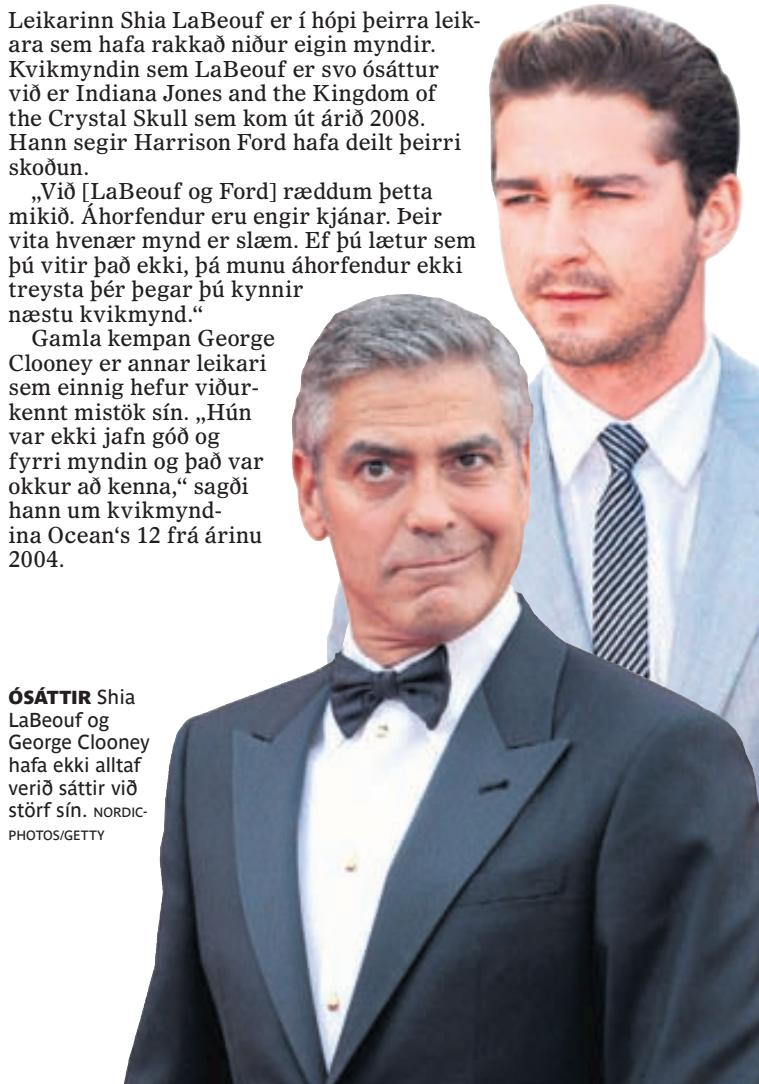 Leikarinn Shia LaBeouf er í hópi þeirra leik-
ara sem hafa rakkað niður eigin myndir.
Kvikmyndin sem LaBeouf er svo ósáttur
við er Indiana Jones and the Kingdom of
the Crystal Skull sem kom út árið 2008.
Hann segir Harrison Ford hafa deilt þeirri
skoðun.
„Við [LaBeouf og Ford] ræddum þetta
mikið. Áhorfendur eru engir kjánar. Þeir
vita hvenær mynd er slæm. Ef þú lætur sem
þú vitir það ekki, þá munu áhorfendur ekki
treysta þér þegar þú kynnir
næstu kvikmynd.“
Gamla kempan George
Clooney er annar leikari
sem einnig hefur viður-
kennt mistök sín. „Hún
var ekki jafn góð og
fyrri myndin og það var
okkur að kenna,“ sagði
hann um kvikmynd-
ina Ocean‘s 12 frá árinu
2004.
ÓSÁTTIR Shia
LaBeouf og
George Clooney
hafa ekki alltaf
verið sáttir við
störf sín. NORDIC-
PHOTOS/GETTY